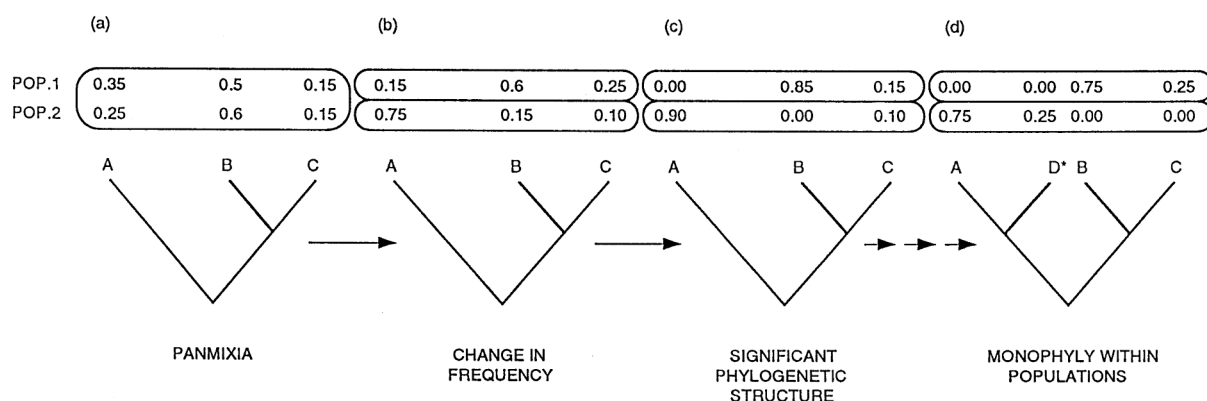 (a) (b) (c) (d)
POP.1 0.35 0.5 0.15 0.15 0.6 0.25 0.00 0.85 0.15 0.00 0.00 0.75 0.25
POP.2 0.25 0.6 0.15 0.75 0.15 0.10 0.90 0.00 0.10 0.75 0.25 0.00 0.00
A B C A B C A B C A D* B C
PANMIXIA
CHANGE IN
FREQUENCY
SIGNIFICANT
PHYLOGENETIC
STRUCTURE
MONOPHYLY WITHIN
POPULATIONS